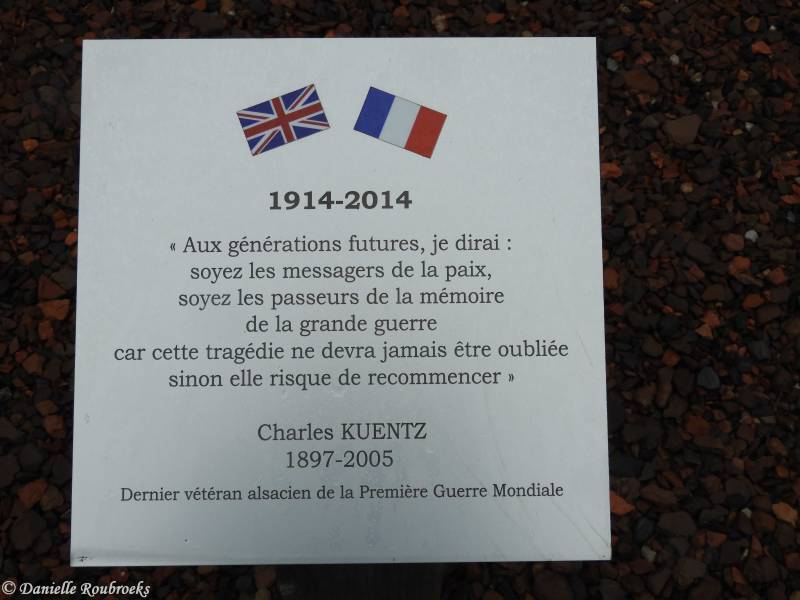 1914-2014
« Aux générations futures, je dirai :
soyez les messagers de la paix,
soyez les passeurs de la mémoire
de la grande guerre
car cette tragédie ne devra jamais être oubliée
sinon elle risque de recommencer »
Charles KUENTZ
1897-2005
Dernier vétéran alsacien de la Première Guerre Mondiale
© Danielle Roubroeks